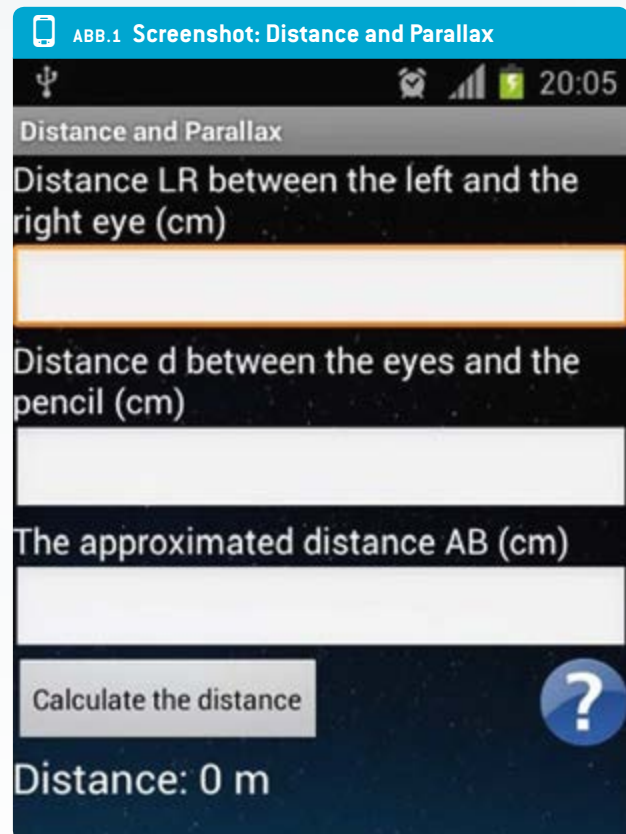 ABB.1 Screenshot: Distance and Parallax
20:05
Distance and Parallax
Distance LR between the left and the
right eye (cm)
Distance d between the eyes and the
pencil (cm)
The approximated distance AB (cm)
Calculate the distance
?
Distance: 0 m